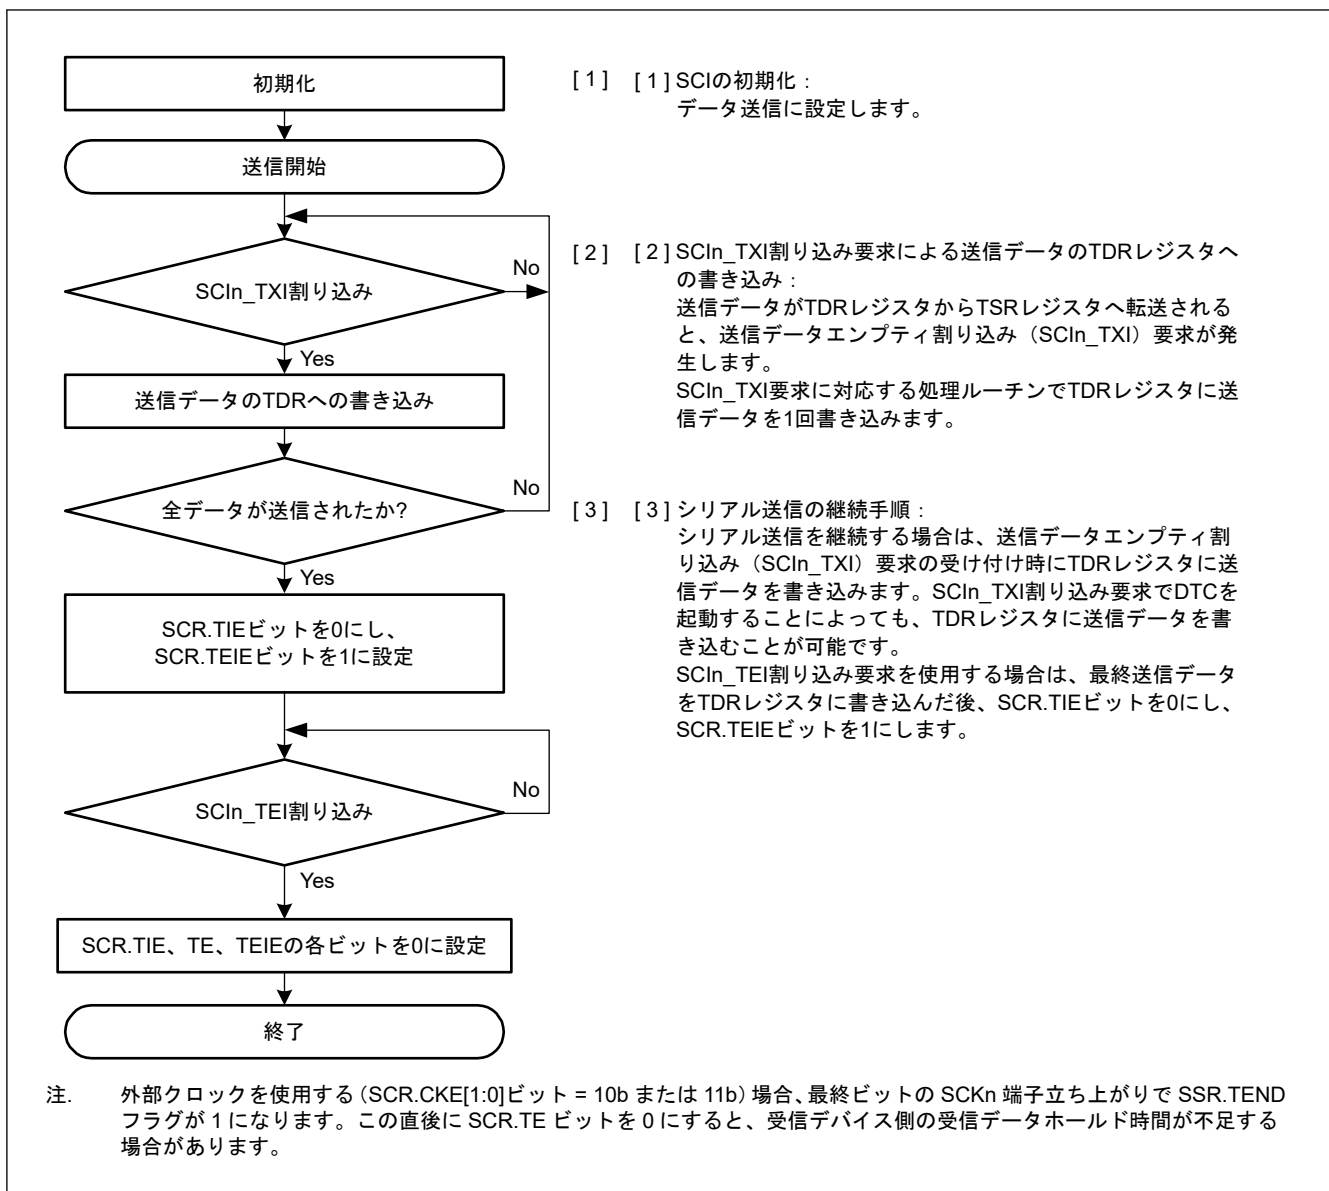 初期化
[ 1 ] [ 1 ] SCIの初期化：
データ送信に設定します。
送信開始
SCIn_TXI割り込み
No
Yes
[ 2 ] [ 2 ] SCIn_TXI割り込み要求による送信データのTDRレジスタへ
の書き込み：
送信データがTDRレジスタからTSRレジスタへ転送される
と、送信データエンプティ割り込み（SCIn_TXI）要求が発
生します。
SCIn_TXI要求に対応する処理ルーチンでTDRレジスタに送
信データを1回書き込みます。
送信データのTDRへの書き込み
全データが送信されたか?
No
Yes
[ 3 ] [ 3 ] シリアル送信の継続手順：
シリアル送信を継続する場合は、送信データエンプティ割
り込み（SCIn_TXI）要求の受け付け時にTDRレジスタに送
信データを書き込みます。SCIn_TXI割り込み要求でDTCを
起動することによっても、TDRレジスタに送信データを書
き込むことが可能です。
SCIn_TEI割り込み要求を使用する場合は、最終送信データ
をTDRレジスタに書き込んだ後、SCR.TIEビットを0にし、
SCR.TEIEビットを1にします。
SCR.TIEビットを0にし、
SCR.TEIEビットを1に設定
SCIn_TEI割り込み
No
Yes
SCR.TIE、TE、TEIEの各ビットを0に設定
終了
注. 外部クロックを使用する（SCR.CKE[1:0]ビット = 10b または 11b）場合、最終ビットの SCKn 端子立ち上がりで SSR.TEND
フラグが 1 になります。この直後に SCR.TE ビットを 0 にすると、受信デバイス側の受信データホールド時間が不足する
場合があります。